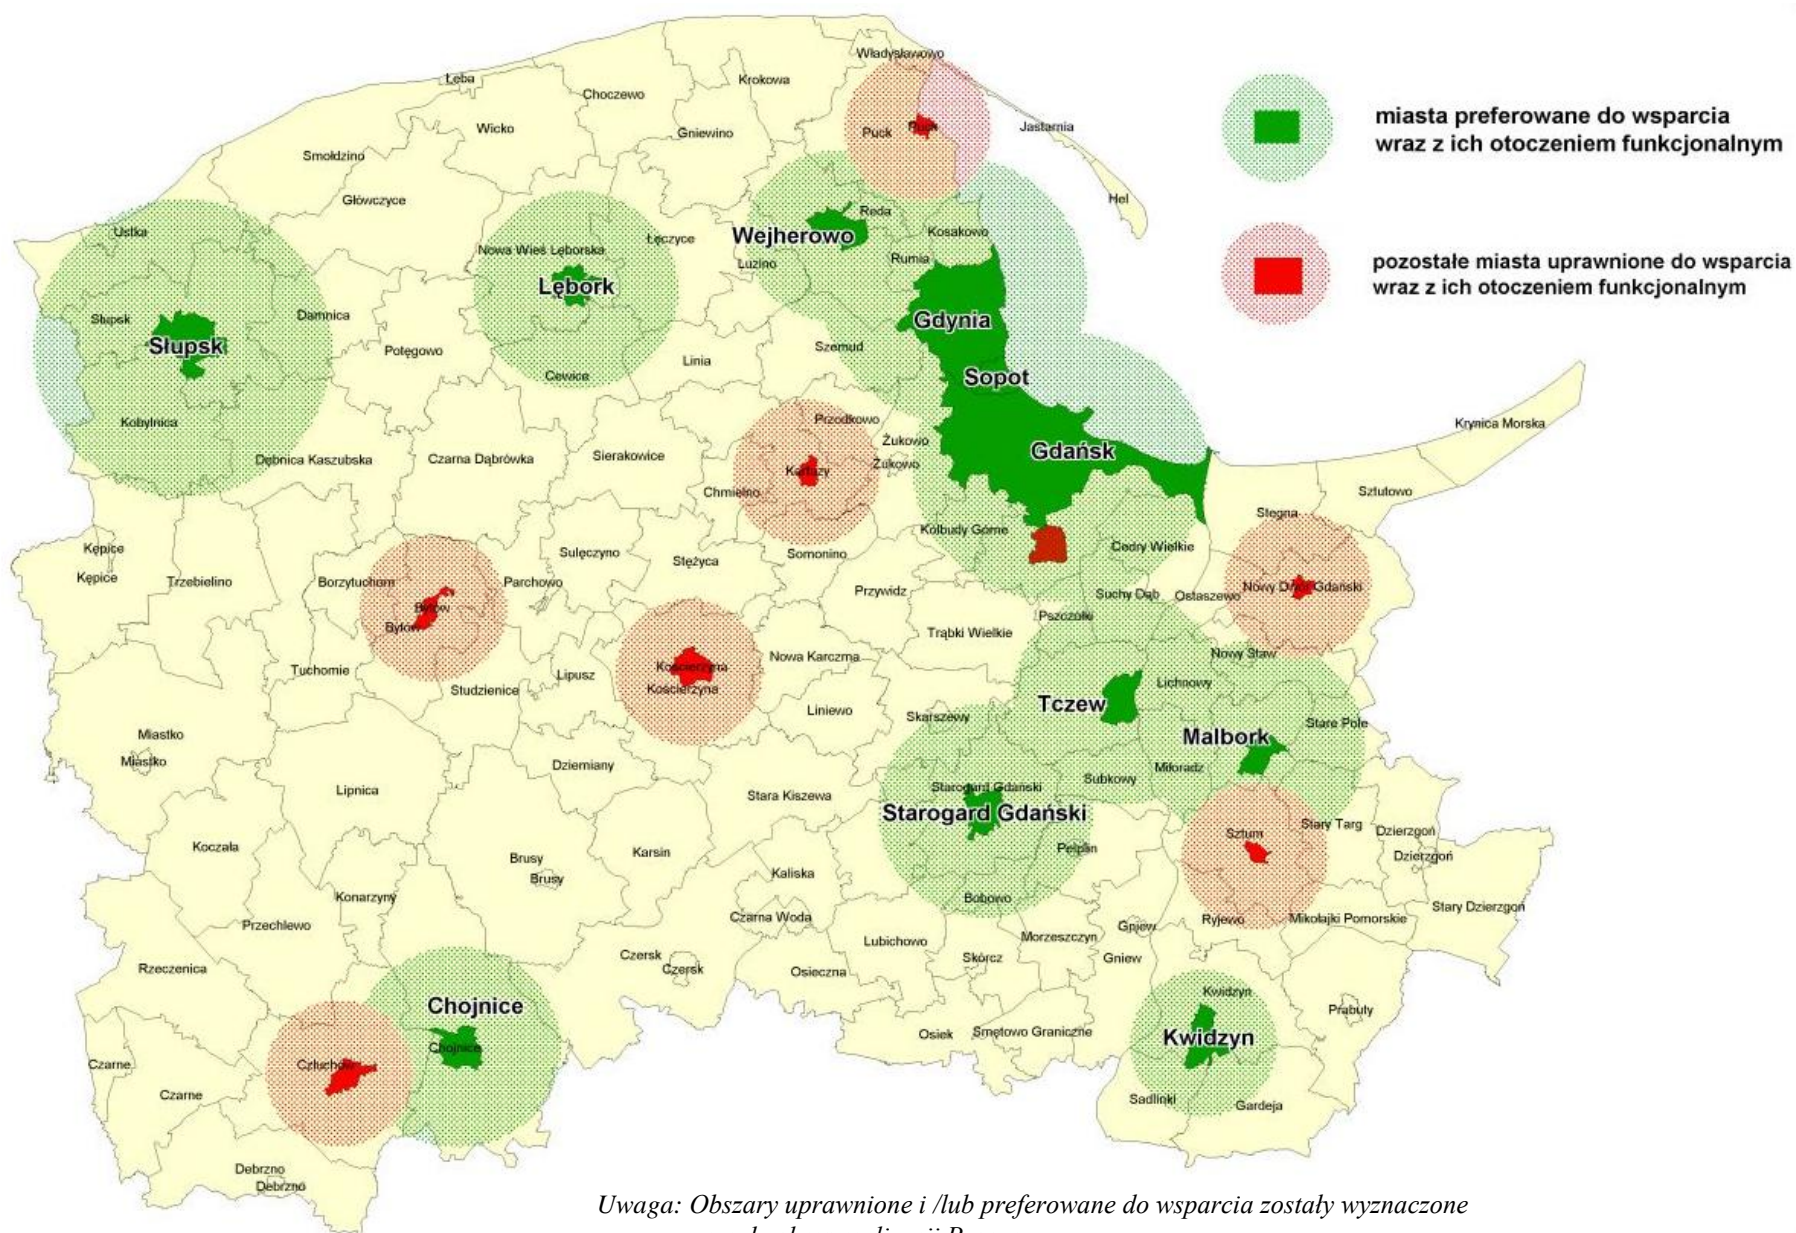 Władysławowo
Łeba
Krokowa
Choczewo
Wicko
Gniewino
Puck
Puck
Jastarnia
Smołdzino
Główczyce
Hel
miasta preferowane do wsparcia
wraz z ich otoczeniem funkcjonalnym
pozostałe miasta uprawnione do wsparcia
wraz z ich otoczeniem funkcjonalnym
Ustka
Nowa Wieś Lęborska
Łęczyce
Wejherowo
Reda
Kosakowo
Luzino
Rumia
Lębork
Słupsk
Słupsk
Damnica
Potęgowo
Gdynia
Szemud
Linia
Cewice
Sopot
Kobylnica
Przodkowo
Żukowo
Żukowo
Krynica Morska
Dębnica Kaszubska
Czarna Dąbrówka
Sierakowice
Kartuzy
Chmielno
Gdańsk
Sztutowo
Stegna
Kolbudy Górne
Cedry Wielkie
Kępice
Kępice
Trzebielino
Borzytuchom
Parchowo
Sulęczyno
Stężyca
Somonino
Przywidz
Suchy Dąb
Ostaszewo
Nowy Dwór Gdański
Bytów
Bytów
Pszczółki
Trąbki Wielkie
Nowy Staw
Tuchomie
Studzienice
Lipusz
Kościerzyna
Kościerzyna
Nowa Karczma
Lichnowy
Tczew
Liniewo
Skarszewy
Malbork
Stare Pole
Miastko
Miastko
Dziemiany
Miłoradz
Subkowy
Lipnica
Stara Kiszewa
Starogard Gdański
Starogard Gdański
Koczała
Brusy
Brusy
Karsin
Kaliska
Pelplin
Sztum
Stary Targ
Dzierzgoń
Dzierzgoń
Konarzyny
Przechlewo
Czarna Woda
Bobowo
Stary Dzierzgoń
Ryjewo
Mikołajki Pomorskie
Rzeczenica
Czersk
Czersk
Osieczna
Lubichowo
Skórcz
Morzeszczyn
Gniew
Gniew
Chojnice
Chojnice
Kwidzyn
Kwidzyn
Prabuty
Osiek
Smętowo Graniczne
Człuchów
Czarne
Czarne
Sadlinki
Gardeja
Debrzno
Debrzno
Uwaga: Obszary uprawnione i /lub preferowane do wsparcia zostały wyznaczone